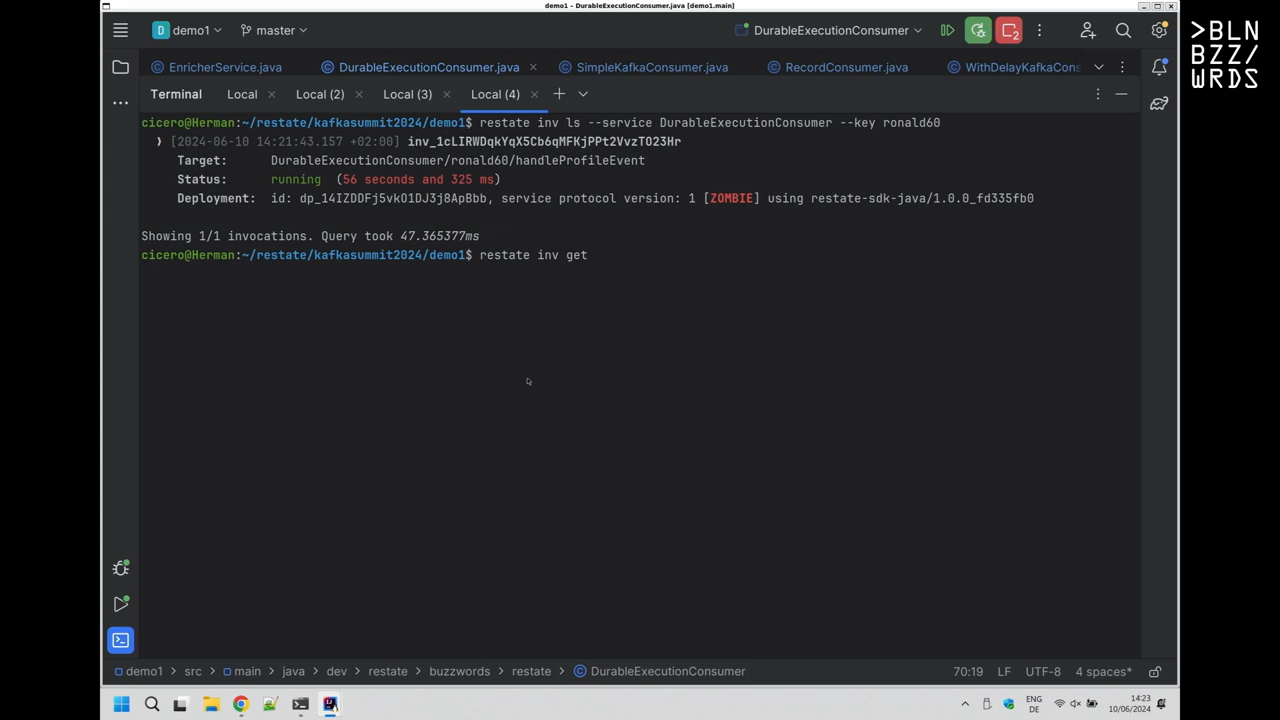 demo1 – DurableExecutionConsumer.java [demo1.main]
>BLN
BZZ/
WRDS
D demo1 master DurableExecutionConsumer 2
EnricherService.java DurableExecutionConsumer.java SimpleKafkaConsumer.java RecordConsumer.java WithDelayKafkaCons
Terminal Local Local (2) Local (3) Local (4)
cicero@Herman:~/restate/kafkasummit2024/demo1$ restate inv ls --service DurableExecutionConsumer --key ronald60
❯ [2024-06-10 14:21:43.157 +02:00] inv_1cLIRWDqkYqX5Cb6qMFKjPPt2VvzTO23Hr
Target: DurableExecutionConsumer/ronald60/handleProfileEvent
Status: running (56 seconds and 325 ms)
Deployment: id: dp_14IZDDFj5vkO1DJ3j8ApBbb, service protocol version: 1 [ZOMBIE] using restate-sdk-java/1.0.0_fd335fb0
Showing 1/1 invocations. Query took 47.365377ms
cicero@Herman:~/restate/kafkasummit2024/demo1$ restate inv get
demo1 > src > main > java > dev > restate > buzzwords > restate > DurableExecutionConsumer 70:19 LF UTF-8 4 spaces*
ENG
DE
14:23
10/06/2024